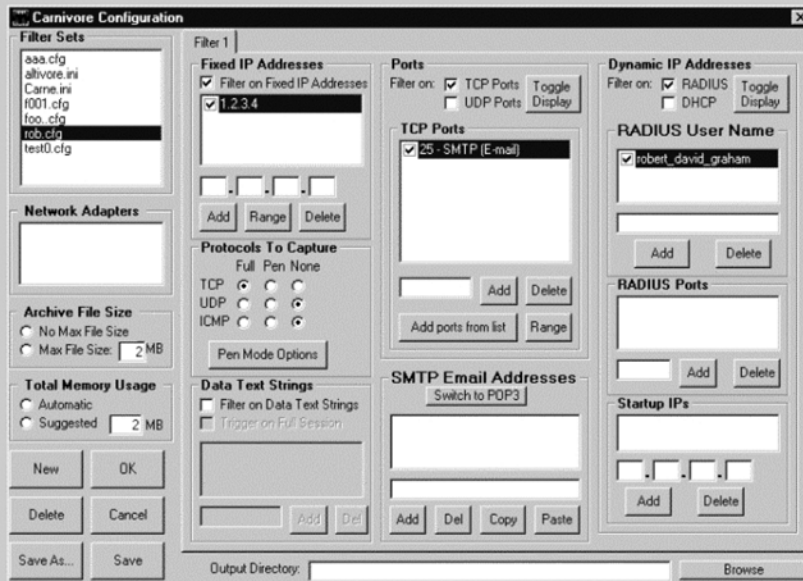 Carnivore Configuration
Filter Sets
aaa.cfg
altivore.ini
Carne.ini
f001.cfg
foo..cfg
rob.cfg
test0.cfg
Network Adapters
Archive File Size
No Max File Size
Max File Size: 2 MB
Total Memory Usage
Automatic
Suggested 2 MB
New OK
Delete Cancel
Save As... Save
Filter 1
Fixed IP Addresses
Filter on Fixed IP Addresses
1.2.3.4
. . .
Add Range Delete
Protocols To Capture
Full Pen None
TCP
UDP
ICMP
Pen Mode Options
Data Text Strings
Filter on Data Text Strings
Trigger on Full Session
Add Del
Ports
Filter on: TCP Ports
UDP Ports
Toggle
Display
TCP Ports
25 - SMTP (E-mail)
Add Delete
Add ports from list Range
SMTP Email Addresses
Switch to POP3
Add Del Copy Paste
Dynamic IP Addresses
Filter on: RADIUS
DHCP
Toggle
Display
RADIUS User Name
robert_david_graham
Add Delete
RADIUS Ports
Add Delete
Startup IPs
. . .
Add Delete
Output Directory: Browse